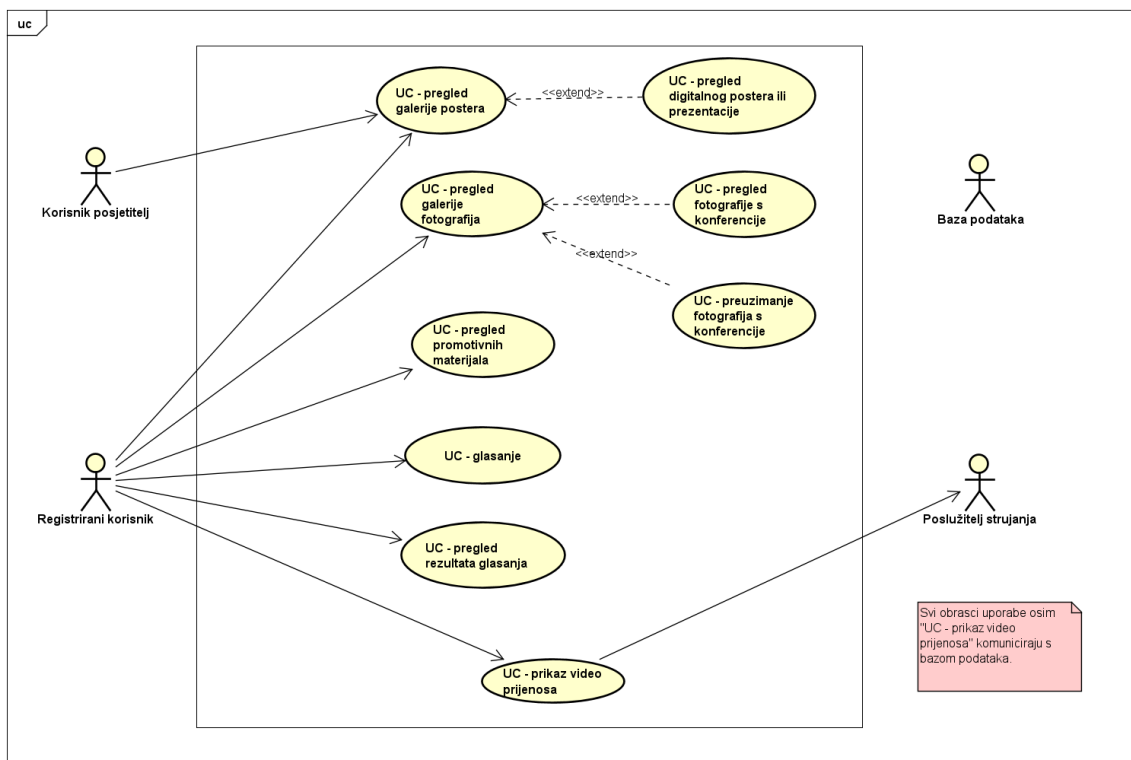 uc
UC - pregled
galerije postera
<<extend>>
UC - pregled
digitalnog postera ili
prezentacije
Korisnik posjetitelj
UC - pregled
galerije
fotografija
<<extend>>
UC - pregled
fotografije s
konferencije
Baza podataka
<<extend>>
UC - preuzimanje
fotografija s
konferencije
UC - pregled
promotivnih
materijala
UC - glasanje
Registrirani korisnik
Poslužitelj strujanja
UC - pregled
rezultata glasanja
Svi obrasci uporabe osim
"UC - prikaz video
prijenosa" komuniciraju s
bazom podataka.
UC - prikaz video
prijenosa